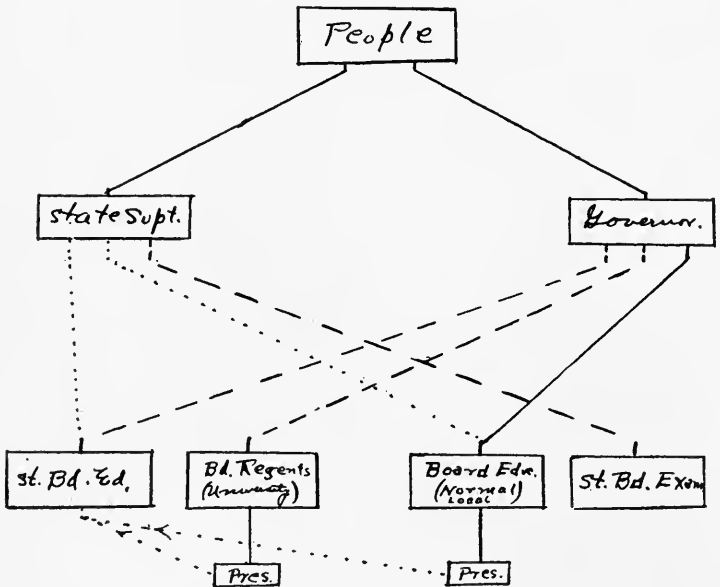 People
State Supt.
Governor.
St. Bd. Ed.
Bd. Regents
(University)
Board Edu.
(Normal)
Local
St. Bd. Exam
Pres.
Pres.